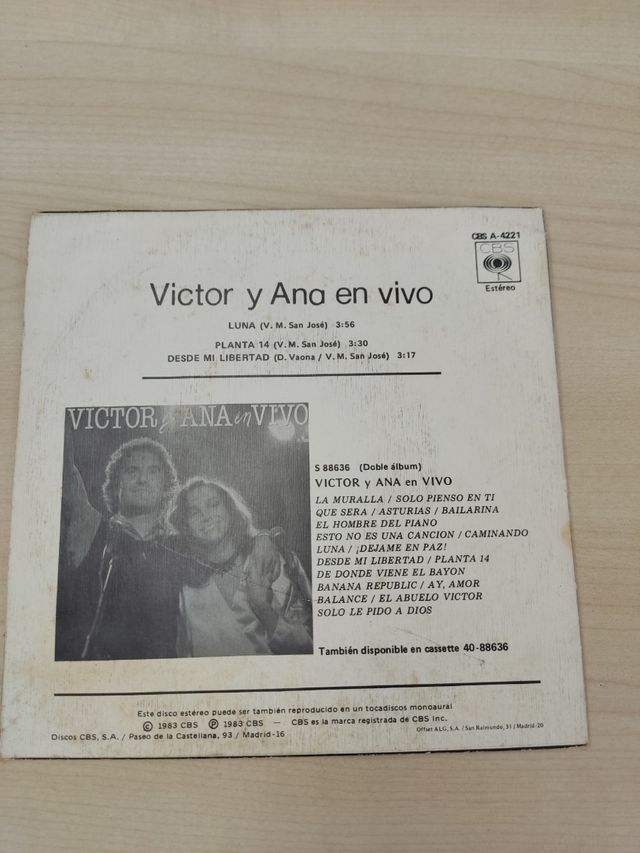 CBS A-4221
CBS
Estéreo
Victor y Ana en vivo
LUNA (V. M. San José) 3:56
PLANTA 14 (V. M. San José) 3:30
DESDE MI LIBERTAD (D. Vaona / V. M. San José) 3:17
VICTOR y ANA en VIVO
S 88636 (Doble álbum)
VICTOR y ANA en VIVO
LA MURALLA / SOLO PIENSO EN TI
QUE SERA / ASTURIAS / BAILARINA
EL HOMBRE DEL PIANO
ESTO NO ES UNA CANCION / CAMINANDO
LUNA / ¡DEJAME EN PAZ!
DESDE MI LIBERTAD / PLANTA 14
DE DONDE VIENE EL BAYON
BANANA REPUBLIC / AY, AMOR
BALANCE / EL ABUELO VICTOR
SOLO LE PIDO A DIOS
También disponible en cassette 40-88636
Este disco estéreo puede ser también reproducido en un tocadiscos monoaural
© 1983 CBS ℗ 1983 CBS — CBS es la marca registrada de CBS Inc.
Discos CBS, S.A. / Paseo de la Castellana, 93 / Madrid-16
Offset ALG, S.A. / San Raimundo, 31 / Madrid-20